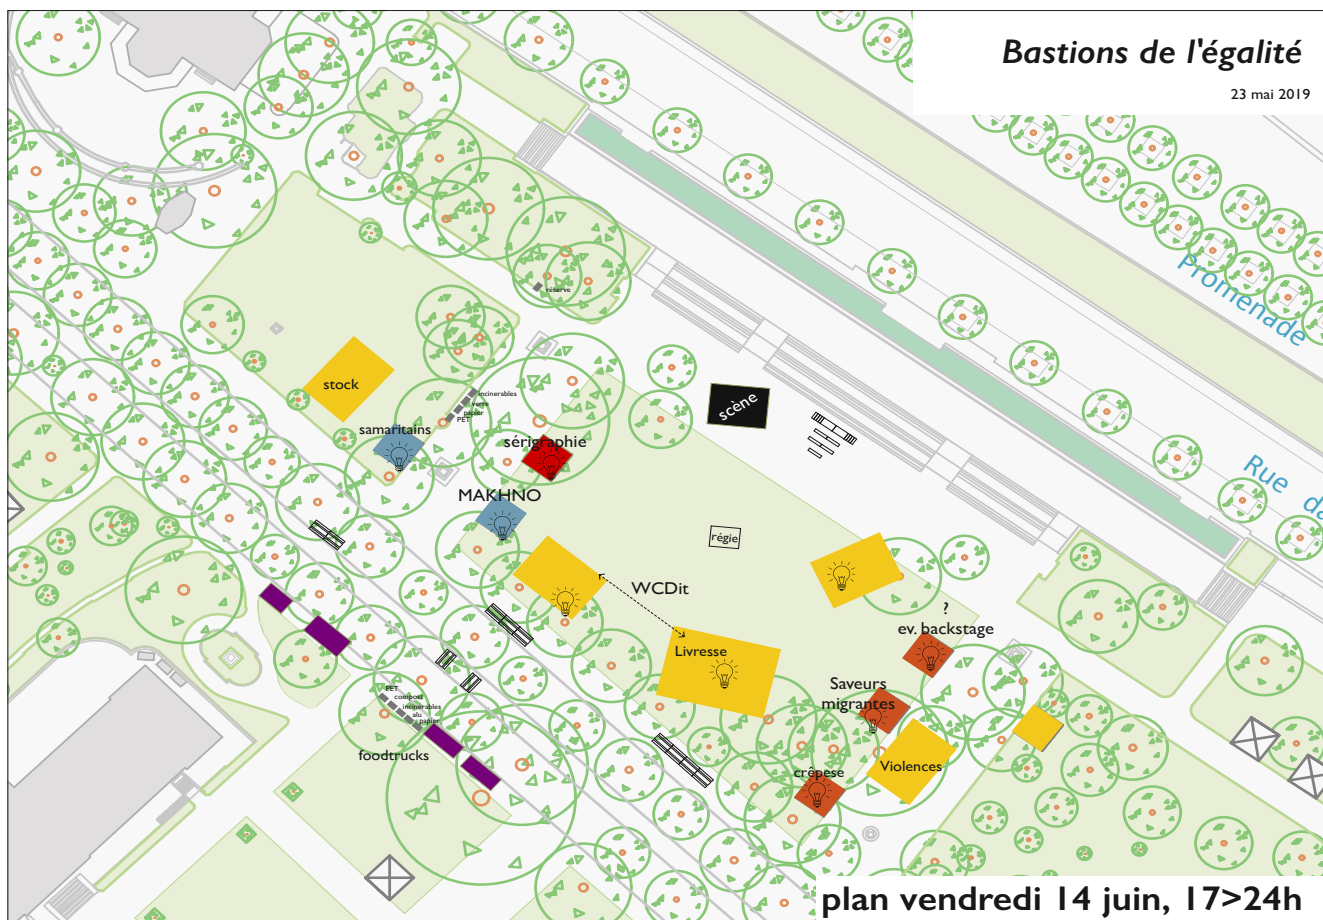 Bastions de l'égalité
23 mai 2019
Promenade
réserve
stock
incinerables
verre
papier
PET
scène
samaritains
sérigraphie
Rue da
MAKHNO
régie
WCDit
?
ev. backstage
Livresse
Saveurs
migrantes
PET
compost
incinerables
alu
papier
foodtrucks
crêpese
Violences
plan vendredi 14 juin, 17>24h